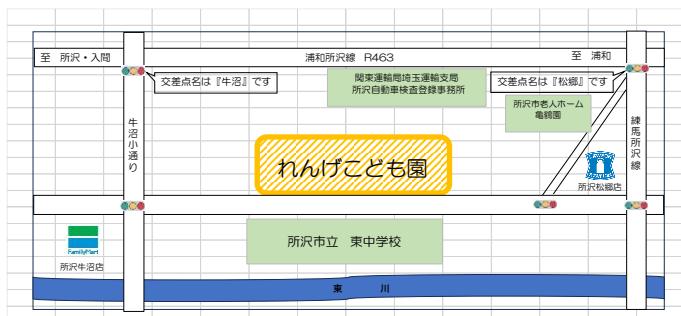 至 所沢・入間
浦和所沢線 R463
至 浦和
交差点名は『牛沼』です
関東運輸局埼玉運輸支局
所沢自動車検査登録事務所
交差点名は『松郷』です
所沢市老人ホーム
亀鶴園
牛沼小通り
練馬所沢線
れんげこども園
所沢松郷店
FamilyMart
所沢牛沼店
所沢市立 東中学校
東 川